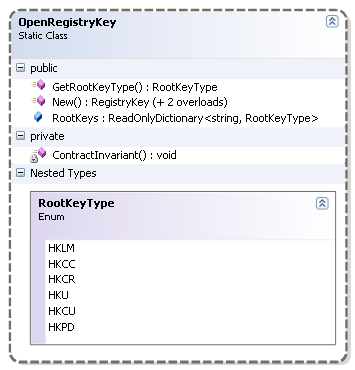 OpenRegistryKey
Static Class
public
GetRootKeyType() : RootKeyType
New() : RegistryKey (+ 2 overloads)
RootKeys : ReadOnlyDictionary<string, RootKeyType>
private
ContractInvariant() : void
Nested Types
RootKeyType
Enum
HKLM
HKCC
HKCR
HKU
HKCU
HKPD